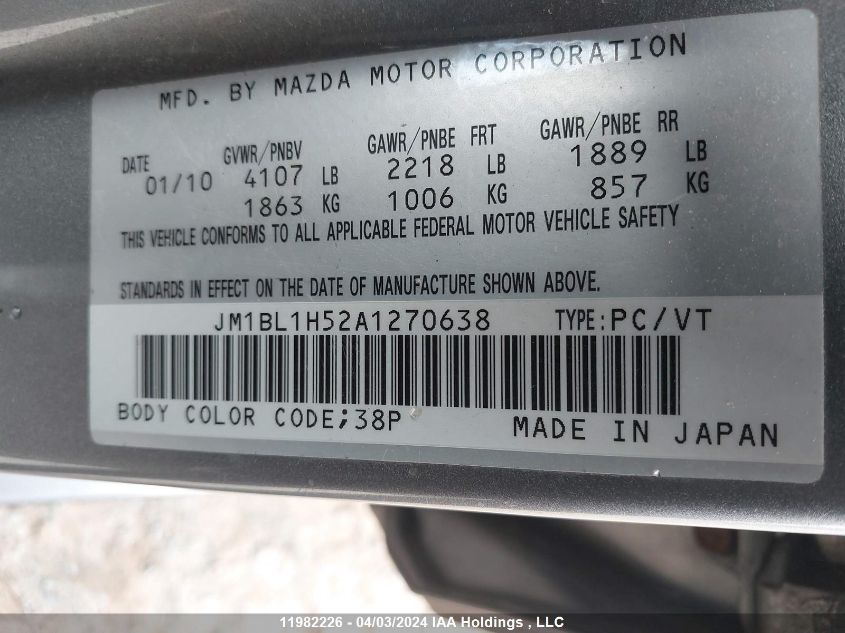 MFD. BY MAZDA MOTOR CORPORATION
DATE GVWR/PNBV GAWR/PNBE FRT GAWR/PNBE RR
01/10 4107 LB 2218 LB 1889 LB
1863 KG 1006 KG 857 KG
THIS VEHICLE CONFORMS TO ALL APPLICABLE FEDERAL MOTOR VEHICLE SAFETY
STANDARDS IN EFFECT ON THE DATE OF MANUFACTURE SHOWN ABOVE.
JM1BL1H52A1270638 TYPE:PC/VT
BODY COLOR CODE;38P MADE IN JAPAN
11982226 - 04/03/2024 IAA Holdings , LLC